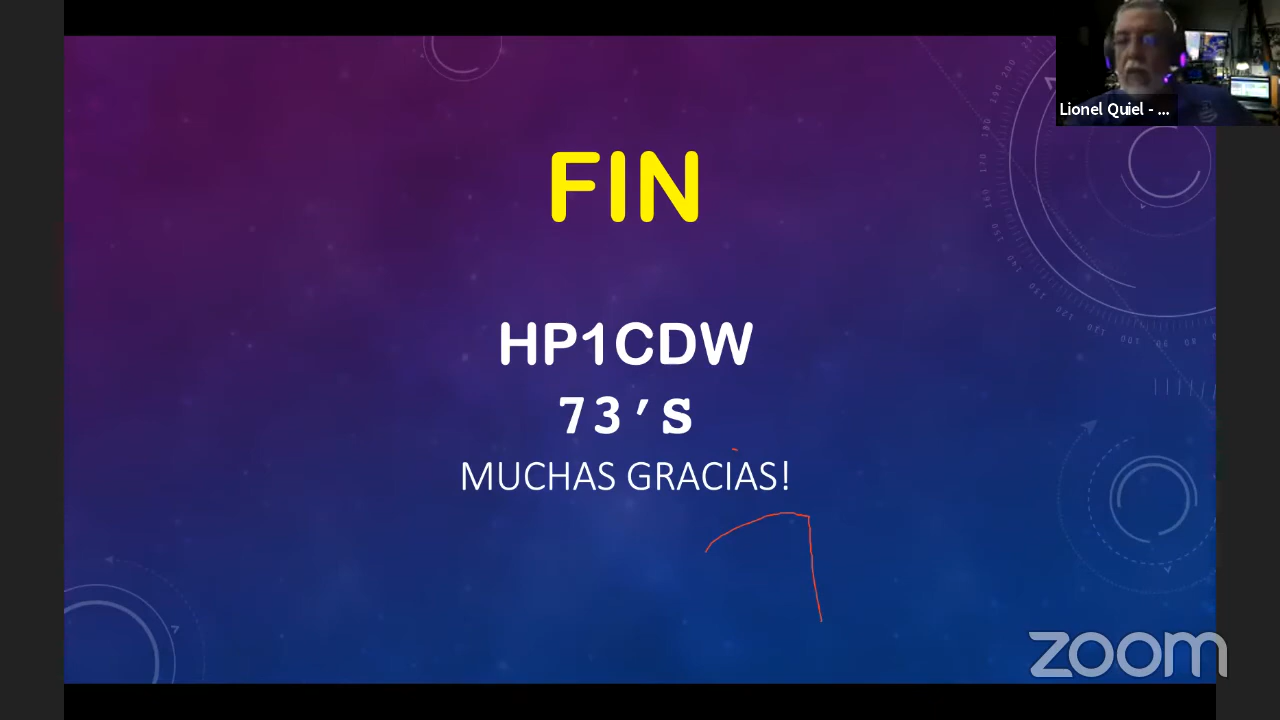 Lionel Quiel - ...
FIN
HP1CDW
73's
MUCHAS GRACIAS!
zoom